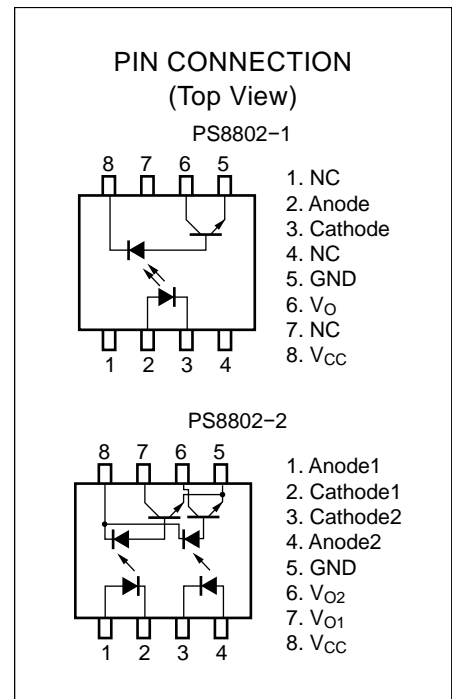 PIN CONNECTION
(Top View)
PS8802−1
8 7 6 5
1 2 3 4
1. NC
2. Anode
3. Cathode
4. NC
5. GND
6. VO
7. NC
8. VCC
PS8802−2
8 7 6 5
1 2 3 4
1. Anode1
2. Cathode1
3. Cathode2
4. Anode2
5. GND
6. VO2
7. VO1
8. VCC